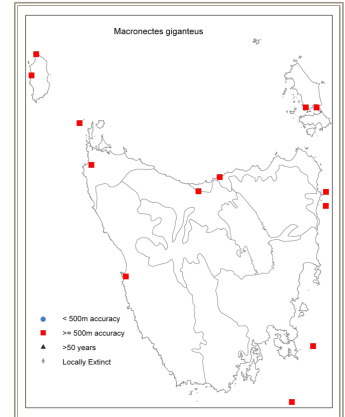 Macronectes giganteus
< 500m accuracy
>= 500m accuracy
>50 years
Locally Extinct